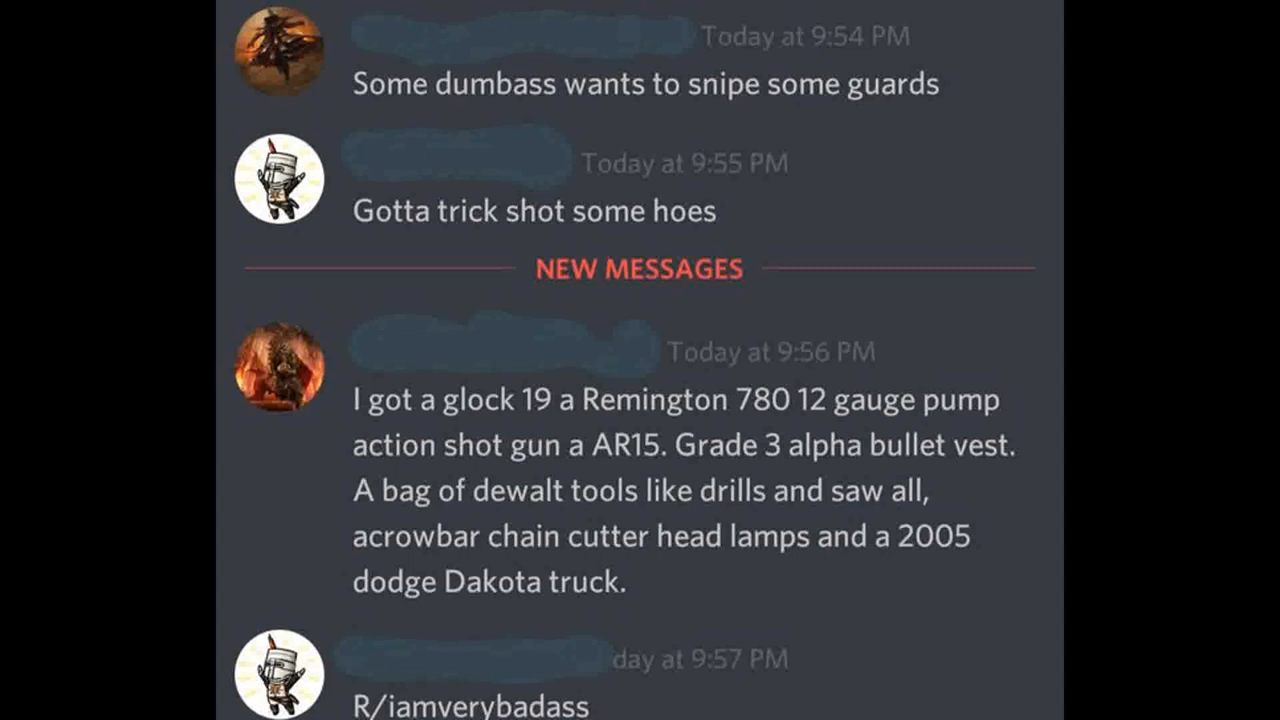 Today at 9:54 PM
Some dumbass wants to snipe some guards
Today at 9:55 PM
Gotta trick shot some hoes
NEW MESSAGES
Today at 9:56 PM
I got a glock 19 a Remington 780 12 gauge pump
action shot gun a AR15. Grade 3 alpha bullet vest.
A bag of dewalt tools like drills and saw all,
acrowbar chain cutter head lamps and a 2005
dodge Dakota truck.
day at 9:57 PM
R/iamverybadass